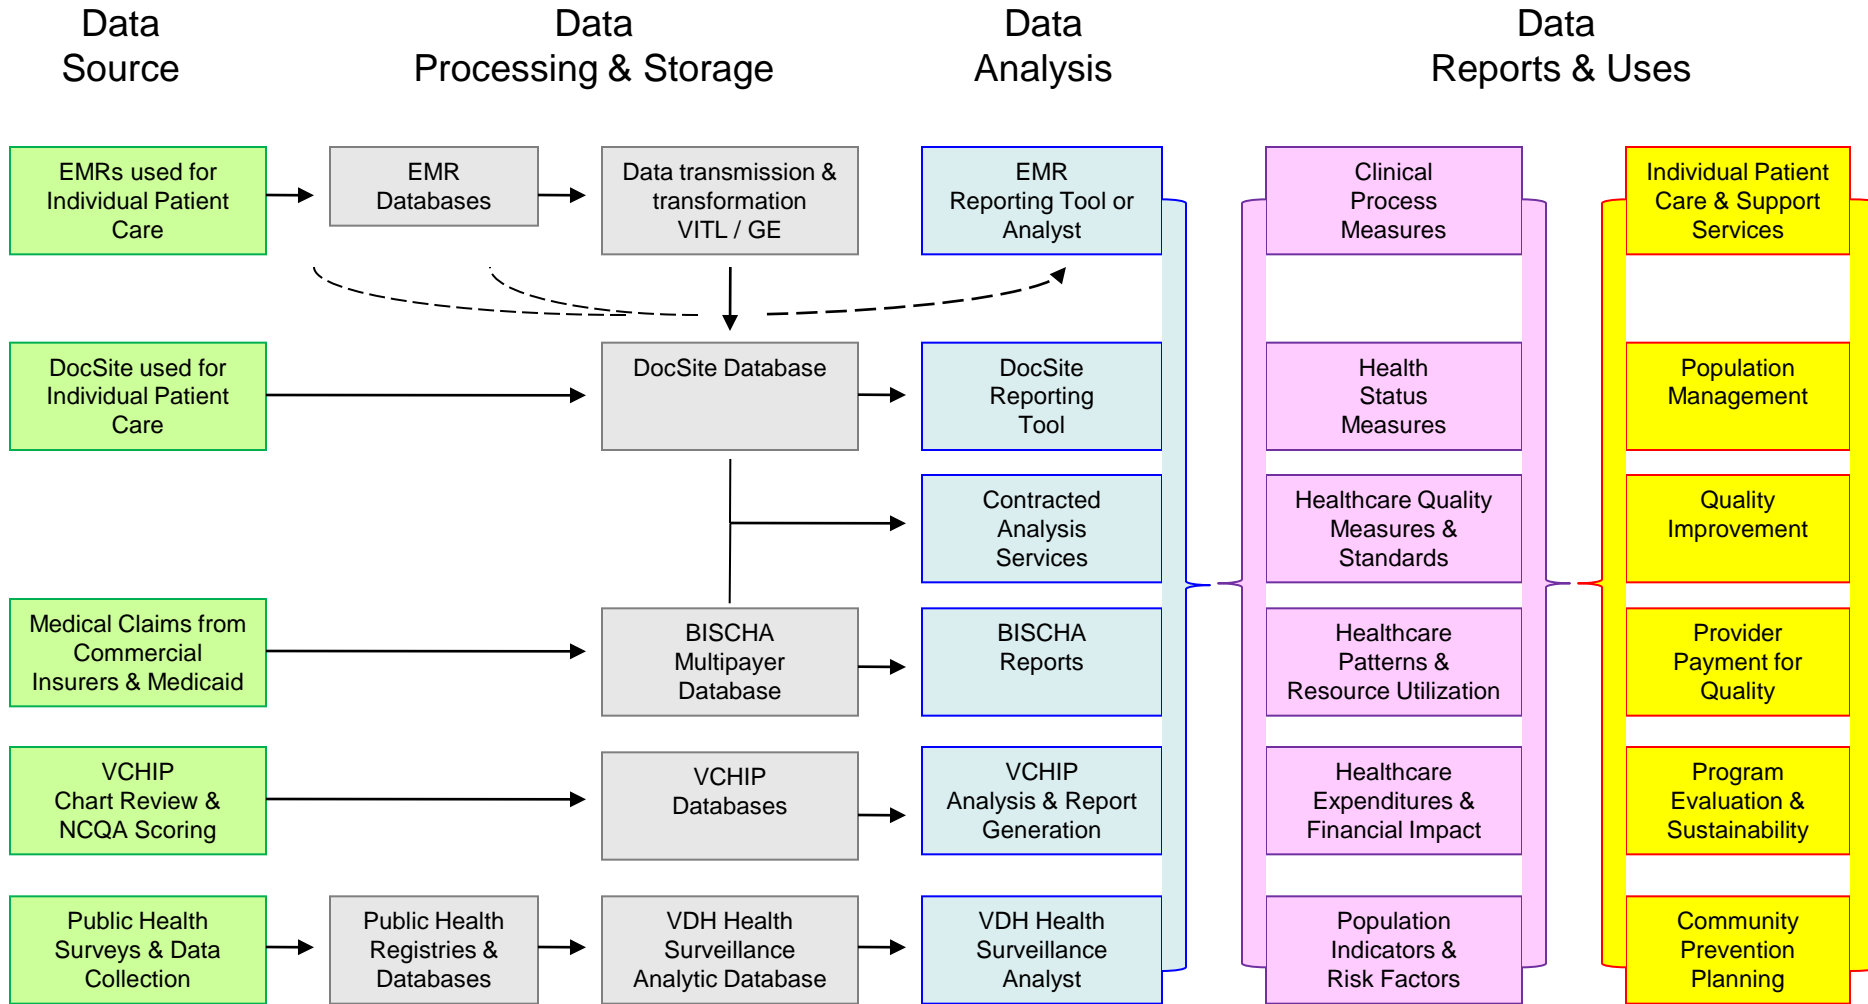 Data
Source
Data
Processing & Storage
Data
Analysis
Data
Reports & Uses
EMRs used for
Individual Patient
Care
EMR
Databases
Data transmission &
transformation
VITL / GE
EMR
Reporting Tool or
Analyst
Clinical
Process
Measures
Individual Patient
Care & Support
Services
DocSite used for
Individual Patient
Care
DocSite Database
DocSite
Reporting
Tool
Health
Status
Measures
Population
Management
Contracted
Analysis
Services
Healthcare Quality
Measures &
Standards
Quality
Improvement
Medical Claims from
Commercial
Insurers & Medicaid
BISCHA
Multipayer
Database
BISCHA
Reports
Healthcare
Patterns &
Resource Utilization
Provider
Payment for
Quality
VCHIP
Chart Review &
NCQA Scoring
VCHIP
Databases
VCHIP
Analysis & Report
Generation
Healthcare
Expenditures &
Financial Impact
Program
Evaluation &
Sustainability
Public Health
Surveys & Data
Collection
Public Health
Registries &
Databases
VDH Health
Surveillance
Analytic Database
VDH Health
Surveillance
Analyst
Population
Indicators &
Risk Factors
Community
Prevention
Planning